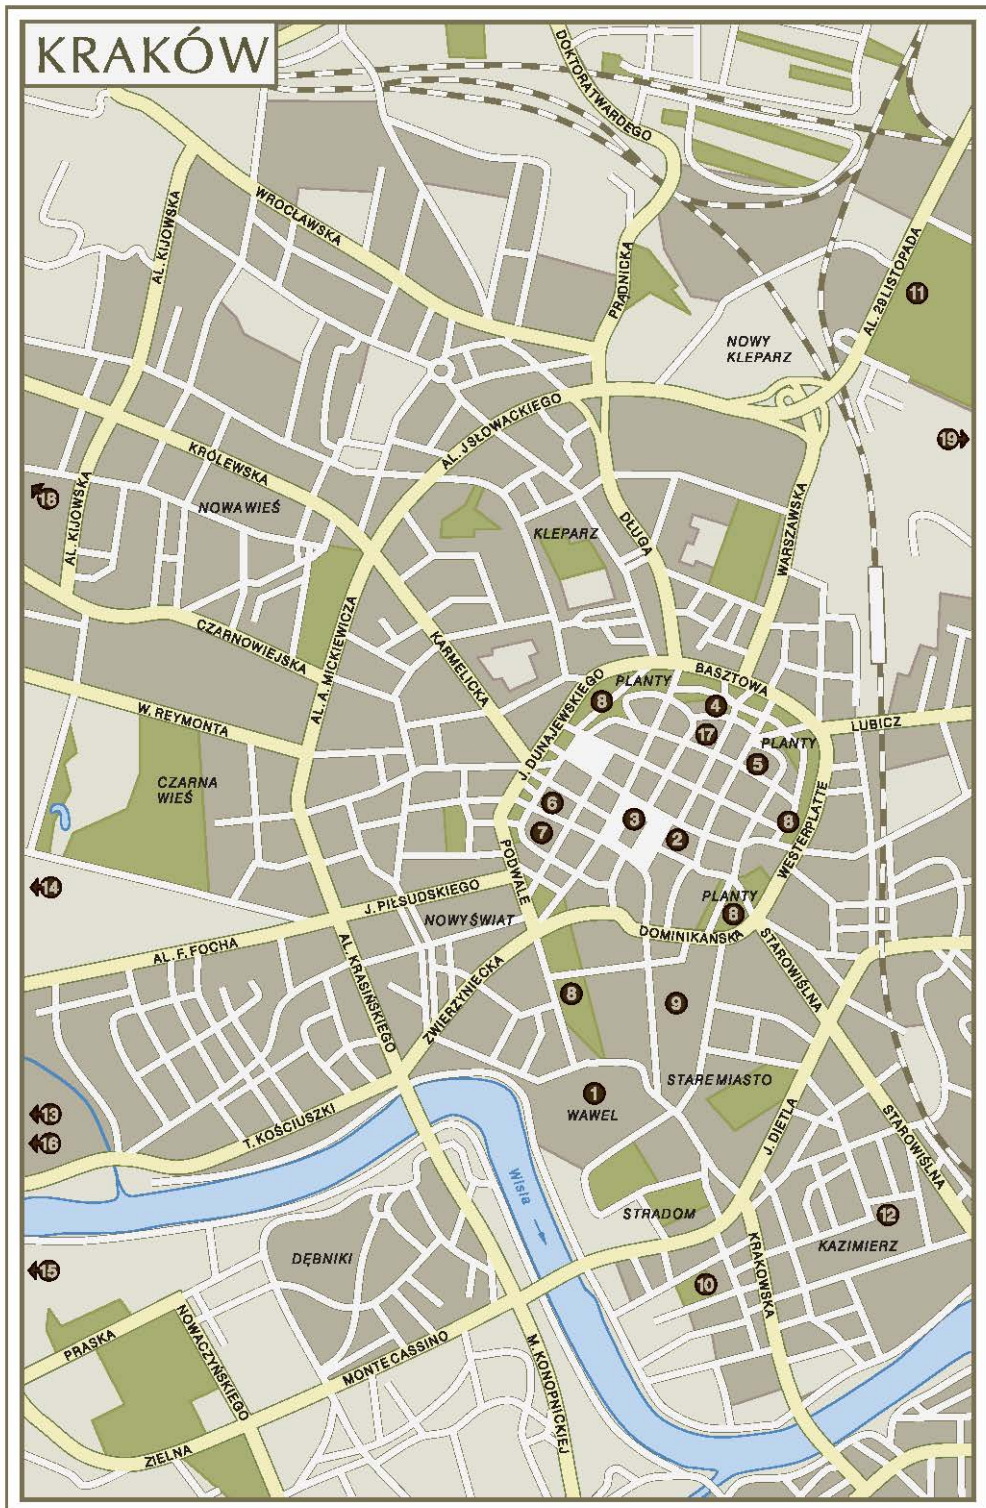 KRAKÓW
DOKTORA TWARDEGO
WROCŁAWSKA
AL. KIJOWSKA
PRĄDNICKA
AL. 29 LISTOPADA
11
NOWY
KLEPARZ
AL. J.SŁOWACKIEGO
19
KRÓLEWSKA
18
NOWA WIEŚ
AL. KIJOWSKA
KLEPARZ
DŁUGA
WARSZAWSKA
CZARNOWIEJSKA
AL. A. MICKIEWICZA
KARMELICKA
W. REYMONTA
J. DUNAJEWSKIEGO
PLANTY
BASZTOWA
8
4
17
LUBICZ
PLANTY
5
CZARNA
WIEŚ
6
3
8
7
2
WESTERPLATTE
PODWALE
14
J. PIŁSUDSKIEGO
NOWY ŚWIAT
PLANTY
8
DOMINIKAŃSKA
AL. F. FOCHA
AL. KRASIŃSKIEGO
ZWIERZYNIECKA
STAROWIŚLNA
8
9
STARE MIASTO
1
WAWEL
13
16
T. KOŚCIUSZKI
J. DIETLA
STAROWIŚLNA
Wisła
STRADOM
12
KAZIMIERZ
DĘBNIKI
15
10
KRAKOWSKA
PRASKA
NOWACZYŃSKIEGO
MONTE CASSINO
M. KONOPNICKIEJ
ZIELNA